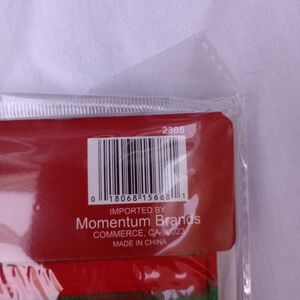 2308
0 18068 15688 1
IMPORTED BY:
Momentum Brands
COMMERCE, CA 90023
MADE IN CHINA